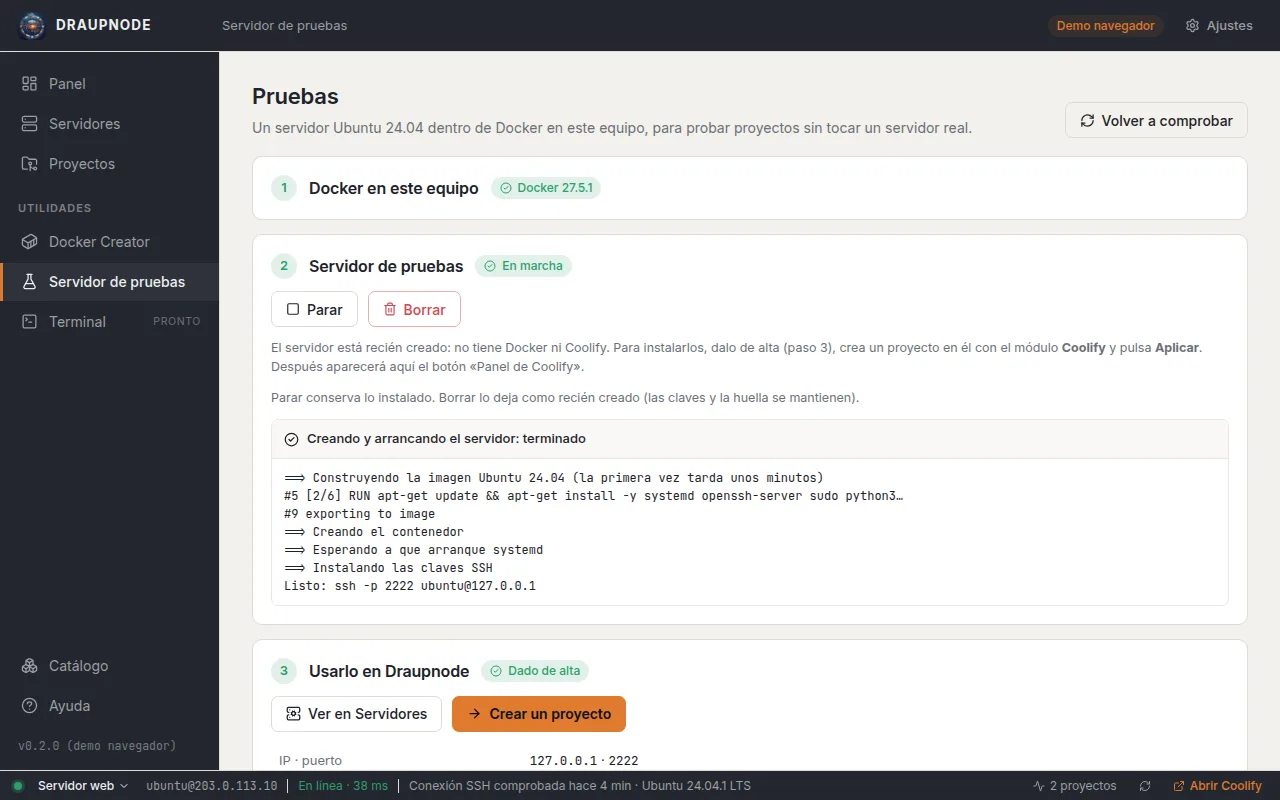 DRAUPNODE
Servidor de pruebas
Demo navegador
Ajustes
Panel
Servidores
Proyectos
UTILIDADES
Docker Creator
Servidor de pruebas
Terminal PRONTO
Catálogo
Ayuda
v0.2.0 (demo navegador)
Pruebas
Un servidor Ubuntu 24.04 dentro de Docker en este equipo, para probar proyectos sin tocar un servidor real.
Volver a comprobar
1 Docker en este equipo Docker 27.5.1
2 Servidor de pruebas En marcha
Parar Borrar
El servidor está recién creado: no tiene Docker ni Coolify. Para instalarlos, dalo de alta (paso 3), crea un proyecto en él con el módulo Coolify y pulsa Aplicar.
Después aparecerá aquí el botón «Panel de Coolify».
Parar conserva lo instalado. Borrar lo deja como recién creado (las claves y la huella se mantienen).
Creando y arrancando el servidor: terminado
==> Construyendo la imagen Ubuntu 24.04 (la primera vez tarda unos minutos)
#5 [2/6] RUN apt-get update && apt-get install -y systemd openssh-server sudo python3…
#9 exporting to image
==> Creando el contenedor
==> Esperando a que arranque systemd
==> Instalando las claves SSH
Listo: ssh -p 2222 ubuntu@127.0.0.1
3 Usarlo en Draupnode Dado de alta
Ver en Servidores Crear un proyecto
IP · puerto 127.0.0.1 · 2222
Servidor web ubuntu@203.0.113.10 En línea · 38 ms Conexión SSH comprobada hace 4 min · Ubuntu 24.04.1 LTS 2 proyectos Abrir Coolify